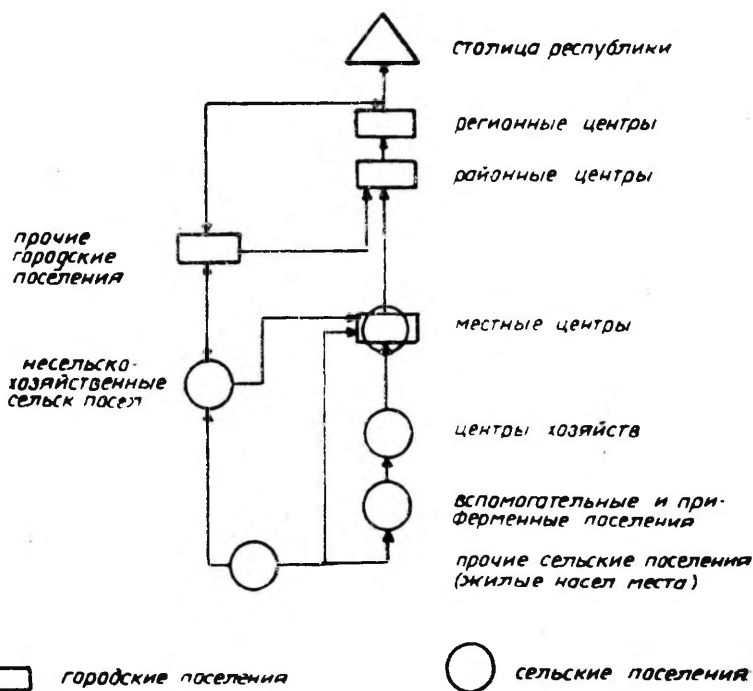 столица республики
регионные центры
районные центры
прочие
городские
поселения
местные центры
несельско-
хозяйственные
сельск посел
центры хозяйств
вспомогательные и при-
ферменные поселения
прочие сельские поселения
(жилые насел места)
городские поселения
сельские поселения